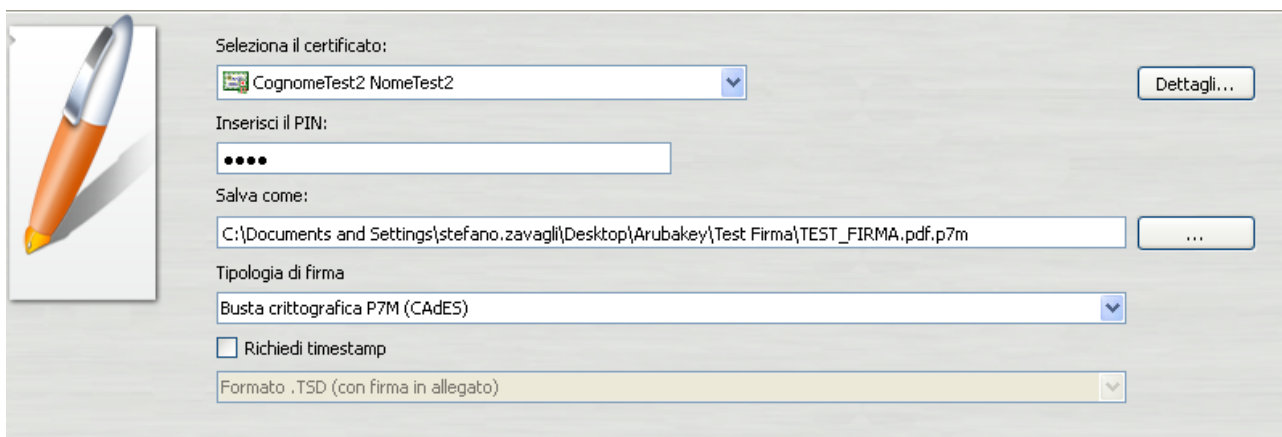 Seleziona il certificato:
CognomeTest2 NomeTest2
Dettagli...
Inserisci il PIN:
••••
Salva come:
C:\Documents and Settings\stefano.zavagli\Desktop\Arubakey\Test Firma\TEST_FIRMA.pdf.p7m
...
Tipologia di firma
Busta crittografica P7M (CAdES)
Richiedi timestamp
Formato .TSD (con firma in allegato)